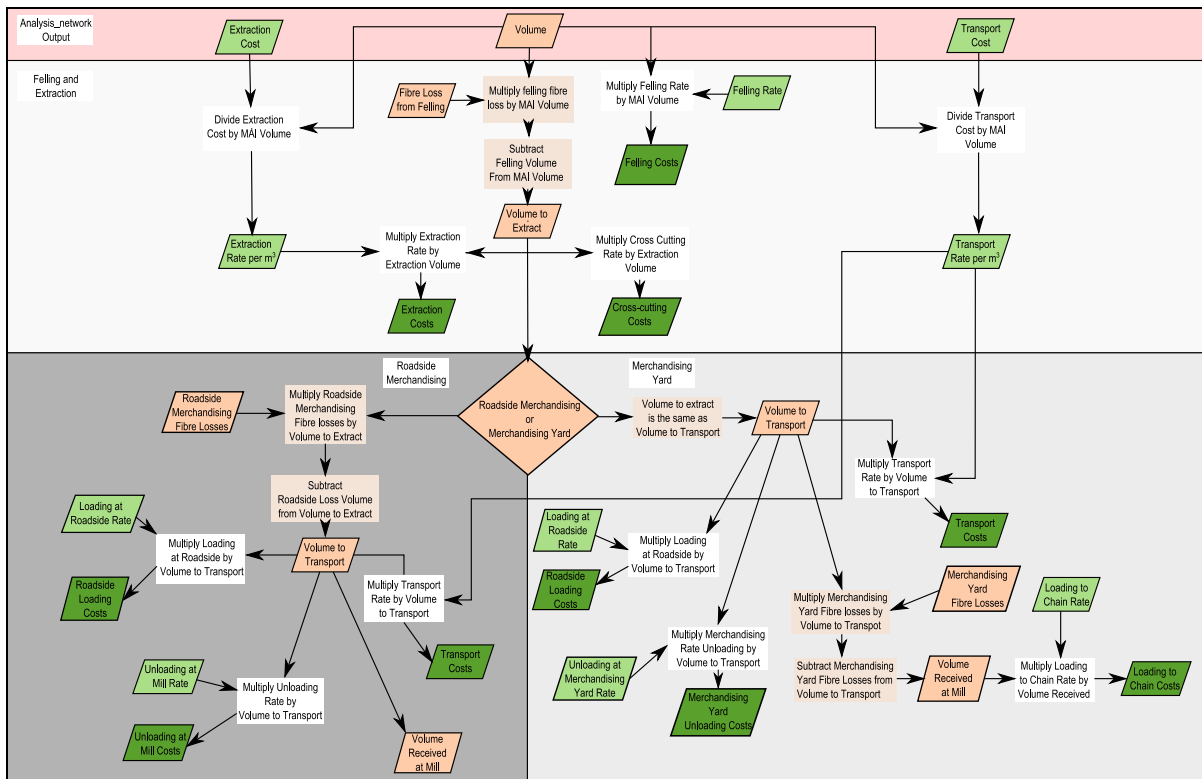 Analysis_network
Output
Extraction
Cost
Volume
Transport
Cost
Felling and
Extraction
Fibre Loss
from Felling
Multiply felling fibre
loss by MAI Volume
Multiply Felling Rate
by MAI Volume
Felling Rate
Divide Extraction
Cost by MAI Volume
Divide Transport
Cost by MAI
Volume
Subtract
Felling Volume
From MAI Volume
Felling Costs
Volume to
Extract
Extraction
Rate per m³
Multiply Extraction
Rate by
Extraction Volume
Multiply Cross Cutting
Rate by Extraction
Volume
Transport
Rate per m³
Extraction
Costs
Cross-cutting
Costs
Roadside
Merchandising
Merchandising
Yard
Roadside
Merchandising
Fibre Losses
Multiply Roadside
Merchandising
Fibre losses by
Volume to Extract
Roadside Merchandising
or
Merchandising Yard
Volume to extract
is the same as
Volume to Transport
Volume to
Transport
Subtract
Roadside Loss Volume
from Volume to Extract
Multiply Transport
Rate by Volume
to Transport
Loading at
Roadside Rate
Multiply Loading
at Roadside by
Volume to Transport
Volume to
Transport
Roadside
Loading
Costs
Multiply Transport
Rate by Volume
to Transport
Transport
Costs
Loading at
Roadside
Rate
Multiply Loading
at Roadside by
Volume to Transport
Transport
Costs
Roadside
Loading
Costs
Multiply Merchandising
Yard Fibre losses by
Volume to Transpot
Merchandising
Yard
Fibre Losses
Loading to
Chain Rate
Unloading at
Mill Rate
Multiply Unloading
Rate by
Volume to Transport
Unloading at
Mill Costs
Volume
Received
at Mill
Unloading at
Merchandising
Yard Rate
Multiply Merchandising
Rate Unloading by
Volume to Transport
Merchandising
Yard
Unloading Costs
Subtract Merchandising
Yard Fibre Losses from
Volume to Transport
Volume
Received
at Mill
Multiply Loading
to Chain Rate by
Volume Received
Loading to
Chain Costs